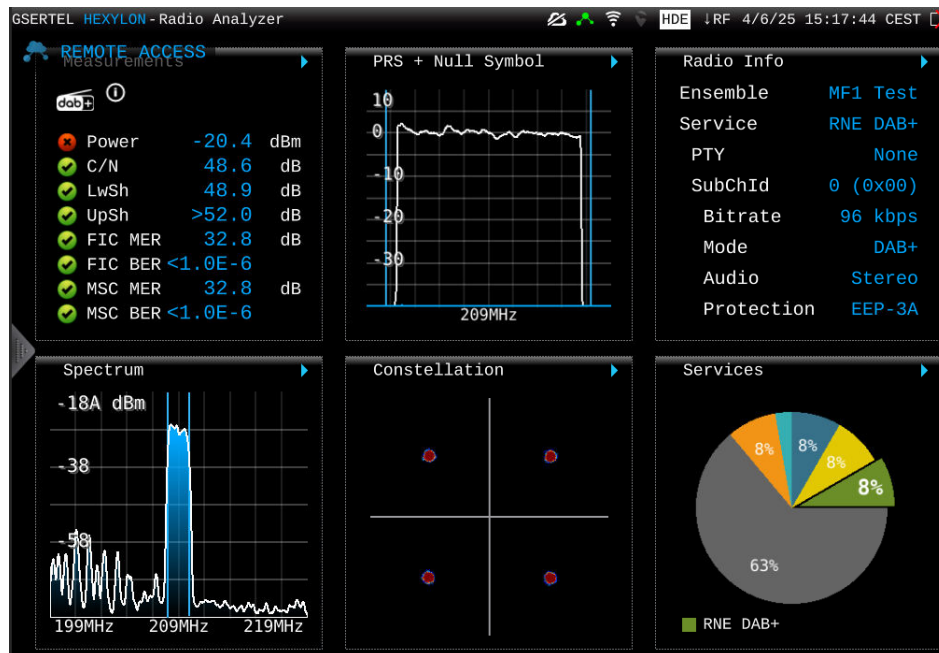 GSERTEL HEXYLON-Radio Analyzer HDE ↓RF 4/6/25 15:17:44 CEST
REMOTE ACCESS
Measurements
dab+
Power -20.4 dBm
C/N 48.6 dB
LwSh 48.9 dB
UpSh >52.0 dB
FIC MER 32.8 dB
FIC BER <1.0E-6
MSC MER 32.8 dB
MSC BER <1.0E-6
PRS + Null Symbol
10
0
-10
-20
-30
209MHz
Radio Info
Ensemble MF1 Test
Service RNE DAB+
PTY None
SubChId 0 (0x00)
Bitrate 96 kbps
Mode DAB+
Audio Stereo
Protection EEP-3A
Spectrum
-18A dBm
-38
-58
199MHz 209MHz 219MHz
Constellation
Services
8% 8% 8% 8%
63%
RNE DAB+